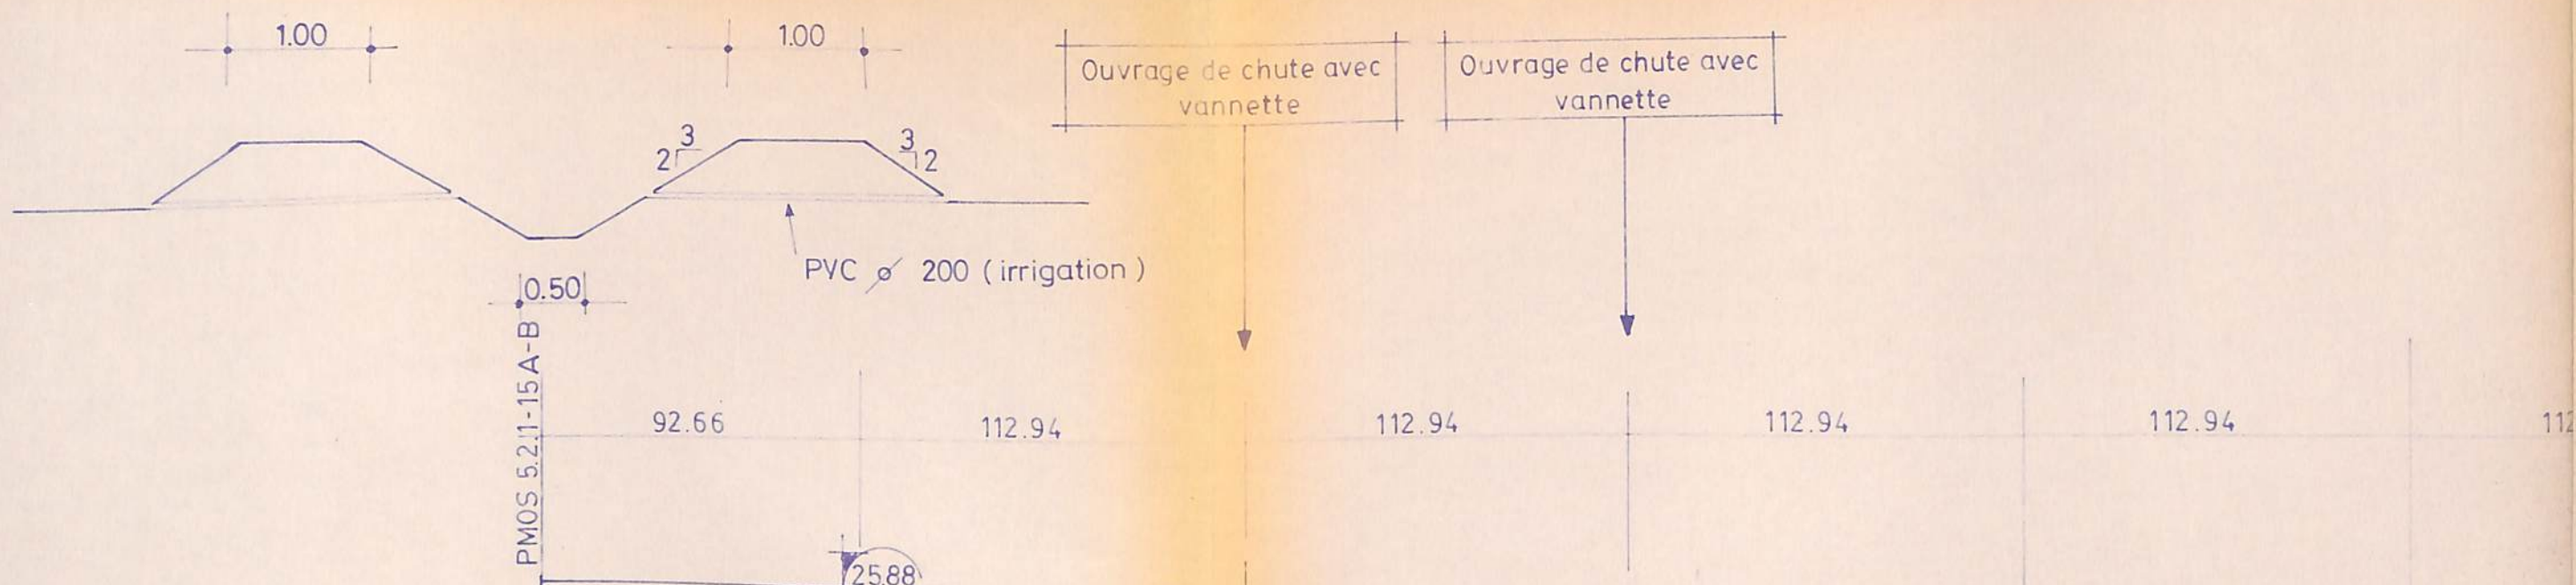 1.00
1.00
Ouvrage de chute avec
vannette
Ouvrage de chute avec
vannette
3
2
3
2
PVC ø 200 ( irrigation )
0.50
PMOS 5.2.1-15 A-B
92.66
112.94
112.94
112.94
112.94
25.88